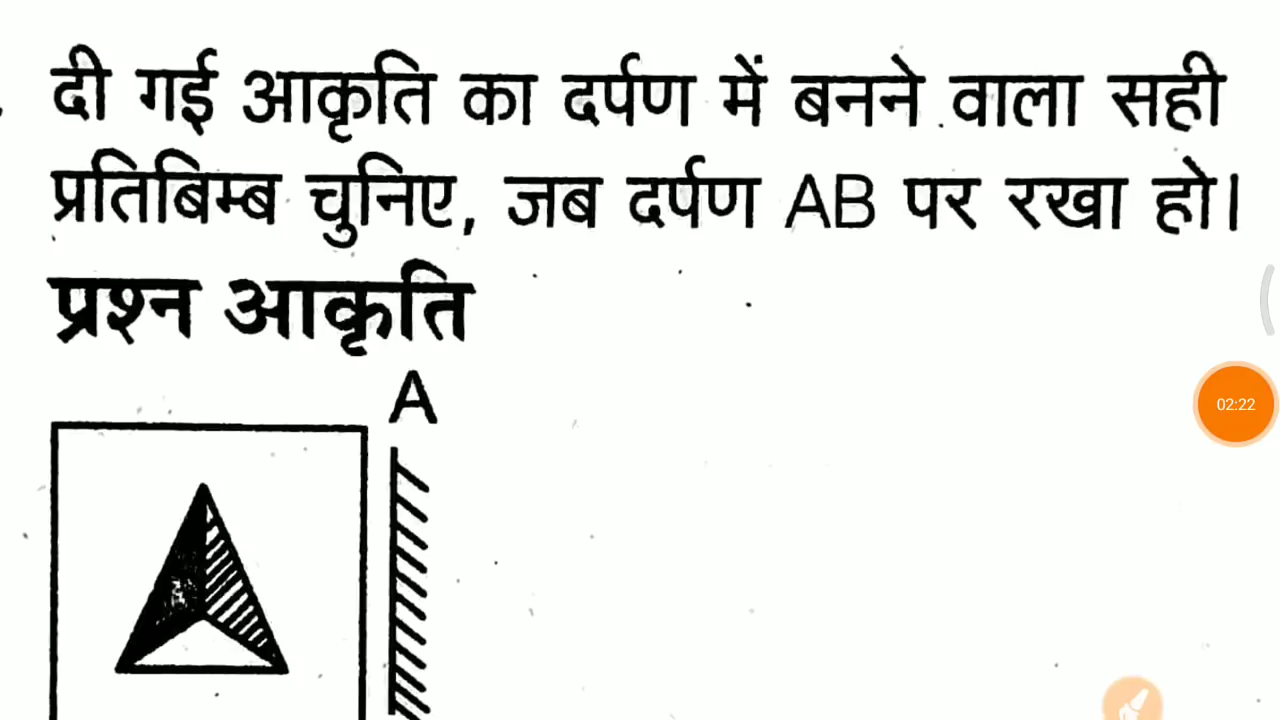 दी गई आकृति का दर्पण में बनने वाला सही
प्रतिबिम्ब चुनिए, जब दर्पण AB पर रखा हो।
प्रश्न आकृति
A
02:22